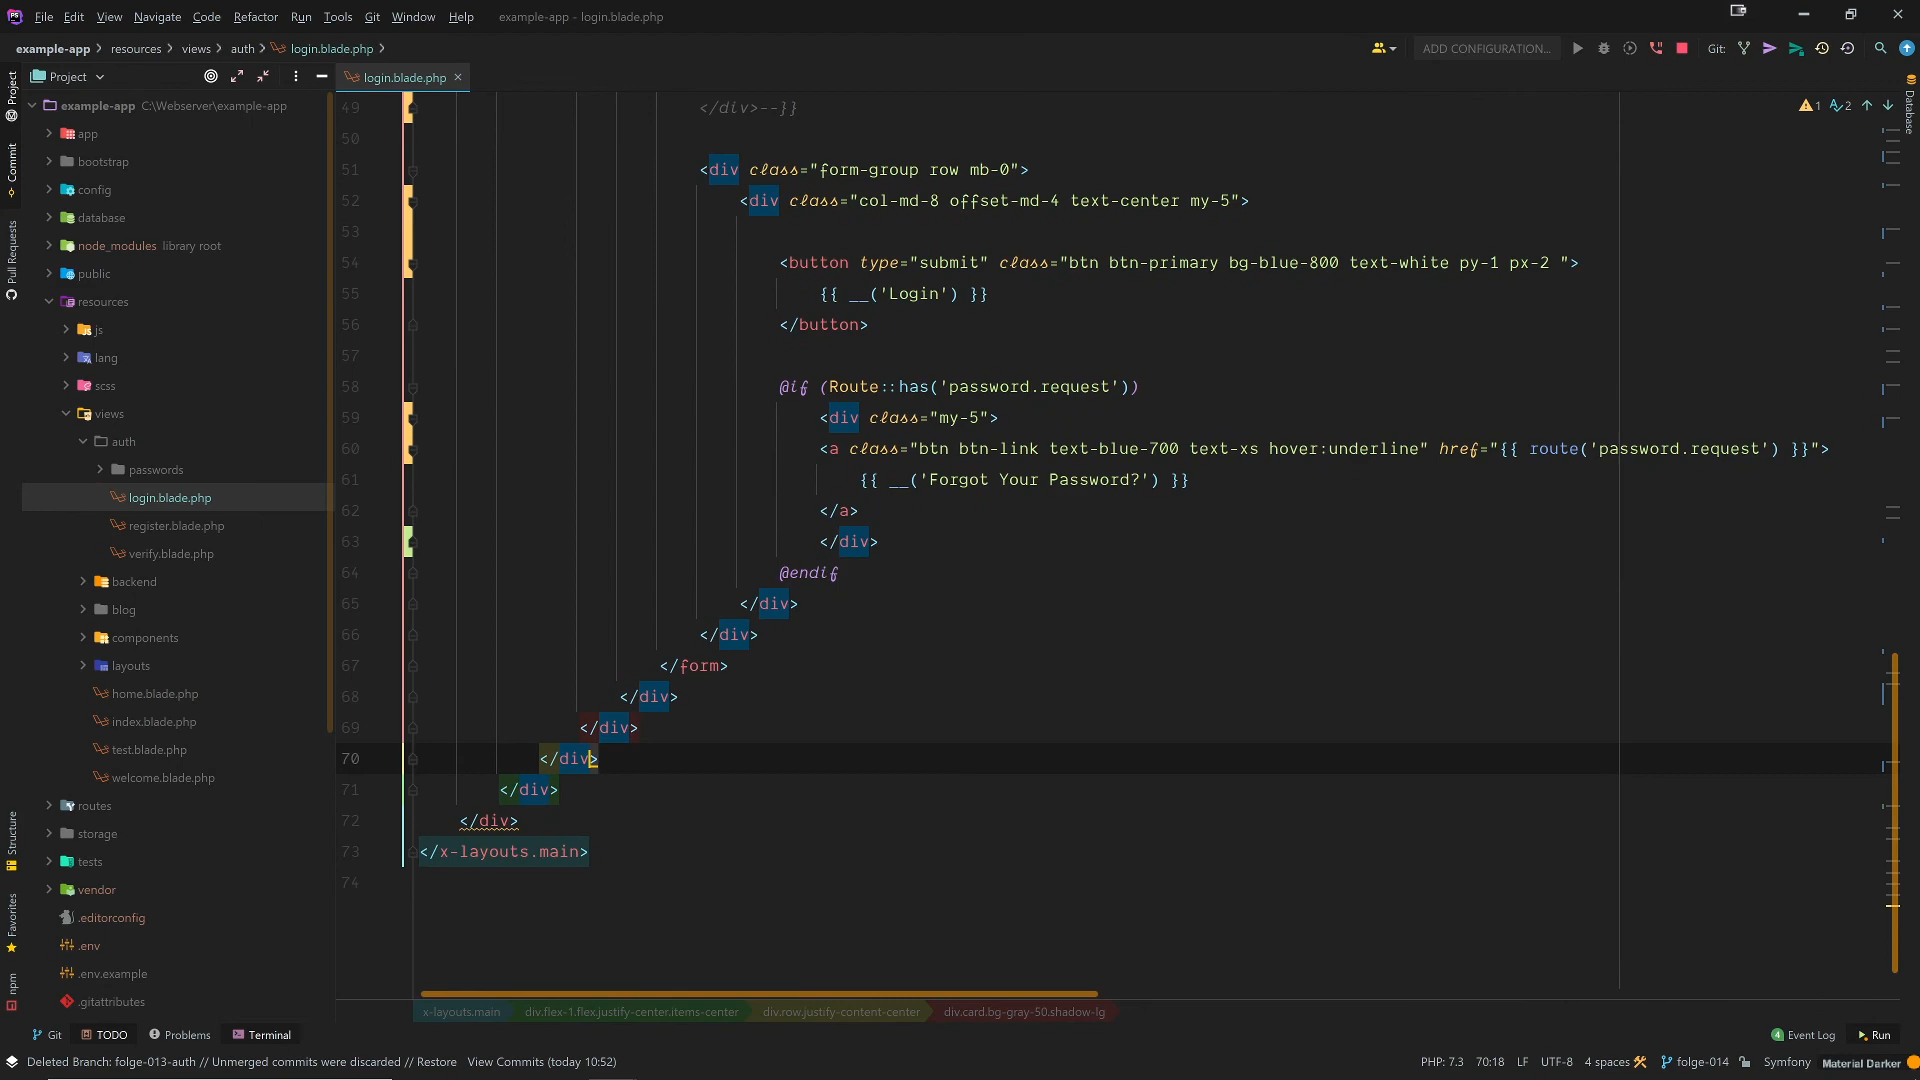 File Edit View Navigate Code Refactor Run Tools Git Window Help example-app - login.blade.php
example-app resources views auth login.blade.php ADD CONFIGURATION... Git:
Project login.blade.php
Project
Commit
Pull Requests
Structure
Favorites
npm
Database
example-app C:\Webserver\example-app
app
bootstrap
config
database
node_modules library root
public
resources
js
lang
scss
views
auth
passwords
login.blade.php
register.blade.php
verify.blade.php
backend
blog
components
layouts
home.blade.php
index.blade.php
test.blade.php
welcome.blade.php
routes
storage
tests
vendor
.editorconfig
.env
.env.example
.gitattributes
1 2
49 </div>--}}
50
51 <div class="form-group row mb-0">
52 <div class="col-md-8 offset-md-4 text-center my-5">
53
54 <button type="submit" class="btn btn-primary bg-blue-800 text-white py-1 px-2 ">
55 {{ __('Login') }}
56 </button>
57
58 @if (Route::has('password.request'))
59 <div class="my-5">
60 <a class="btn btn-link text-blue-700 text-xs hover:underline" href="{{ route('password.request') }}">
61 {{ __('Forgot Your Password?') }}
62 </a>
63 </div>
64 @endif
65 </div>
66 </div>
67 </form>
68 </div>
69 </div>
70 </div>
71 </div>
72 </div>
73 </x-layouts.main>
74
x-layouts.main div.flex-1.flex.justify-center.items-center div.row.justify-content-center div.card.bg-gray-50.shadow-lg
Git TODO Problems Terminal 4 Event Log Run
Deleted Branch: folge-013-auth // Unmerged commits were discarded // Restore View Commits (today 10:52) PHP: 7.3 70:18 LF UTF-8 4 spaces folge-014 Symfony Material Darker